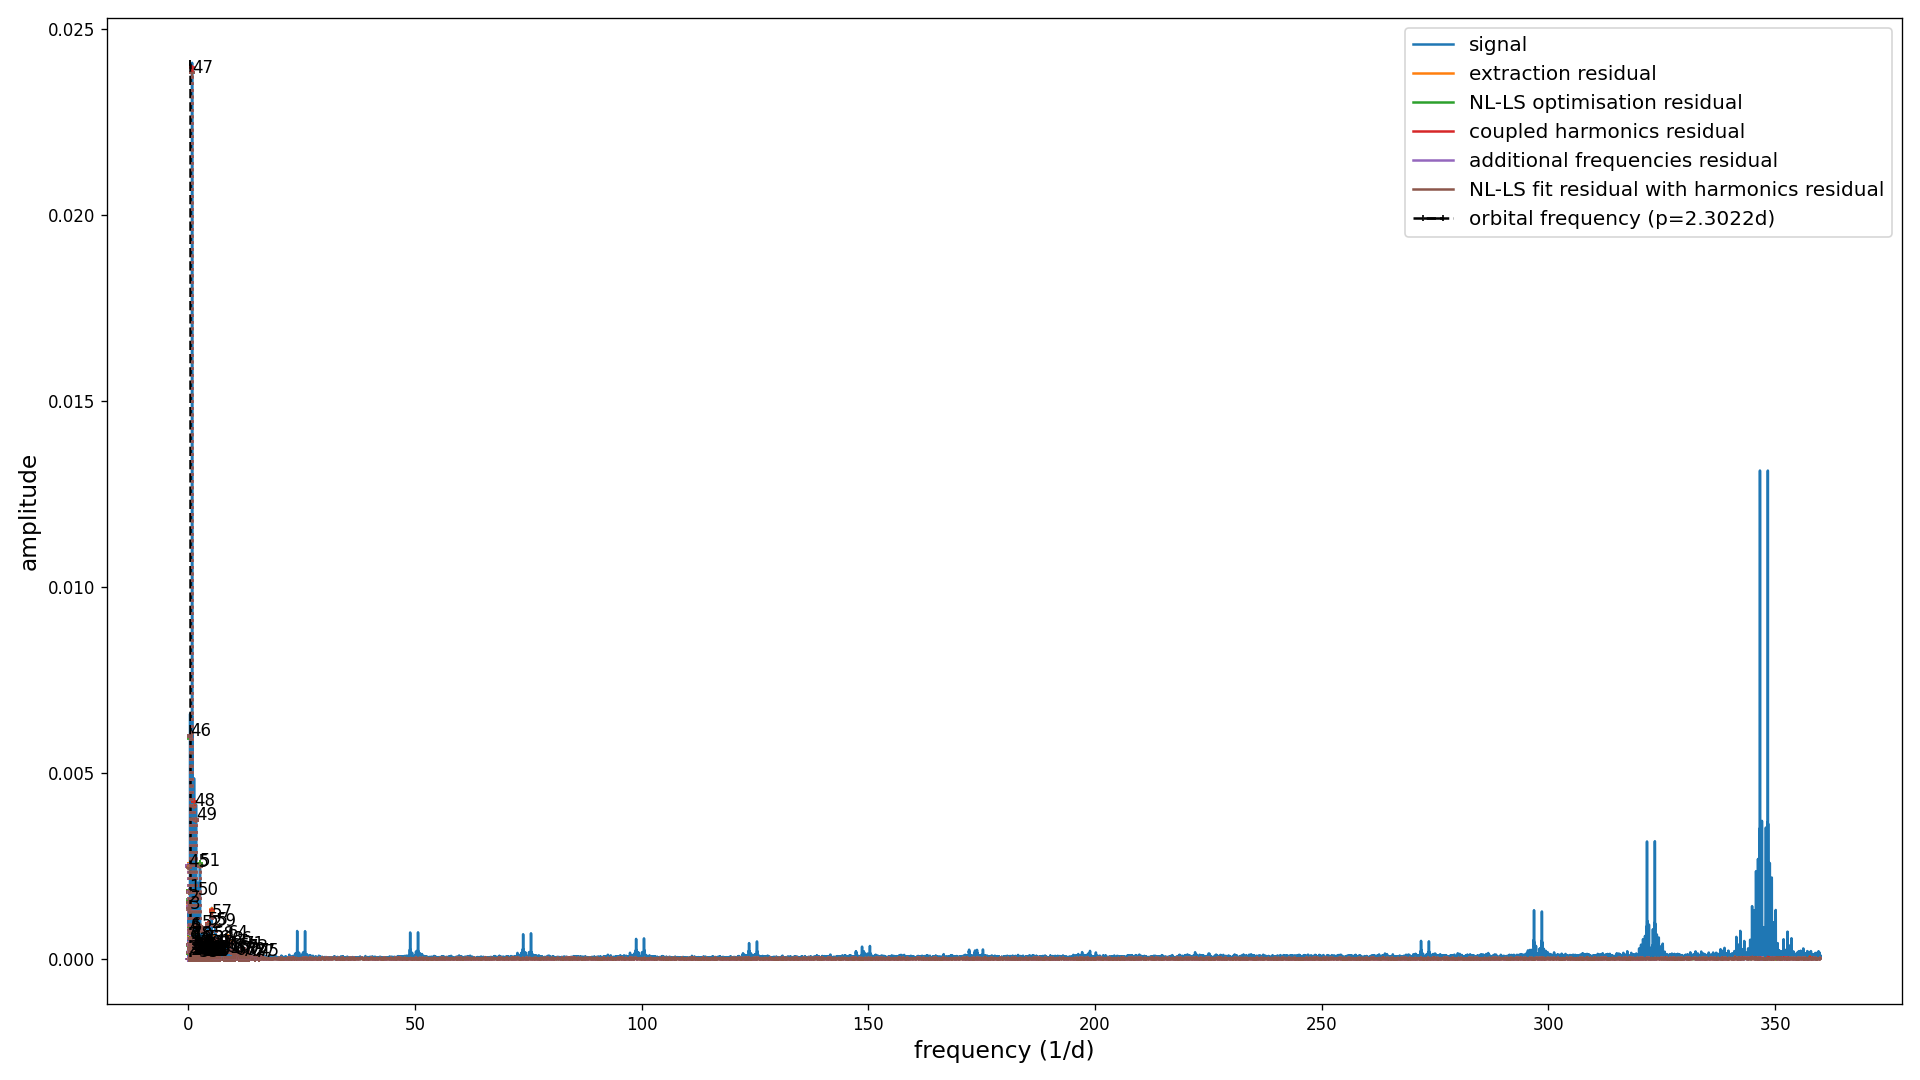 0.025
0.020
0.015
0.010
0.005
0.000
amplitude
0
50
100
150
200
250
300
350
frequency (1/d)
signal
extraction residual
NL-LS optimisation residual
coupled harmonics residual
additional frequencies residual
NL-LS fit residual with harmonics residual
orbital frequency (p=2.3022d)
47
46
48
49
45
51
50
57